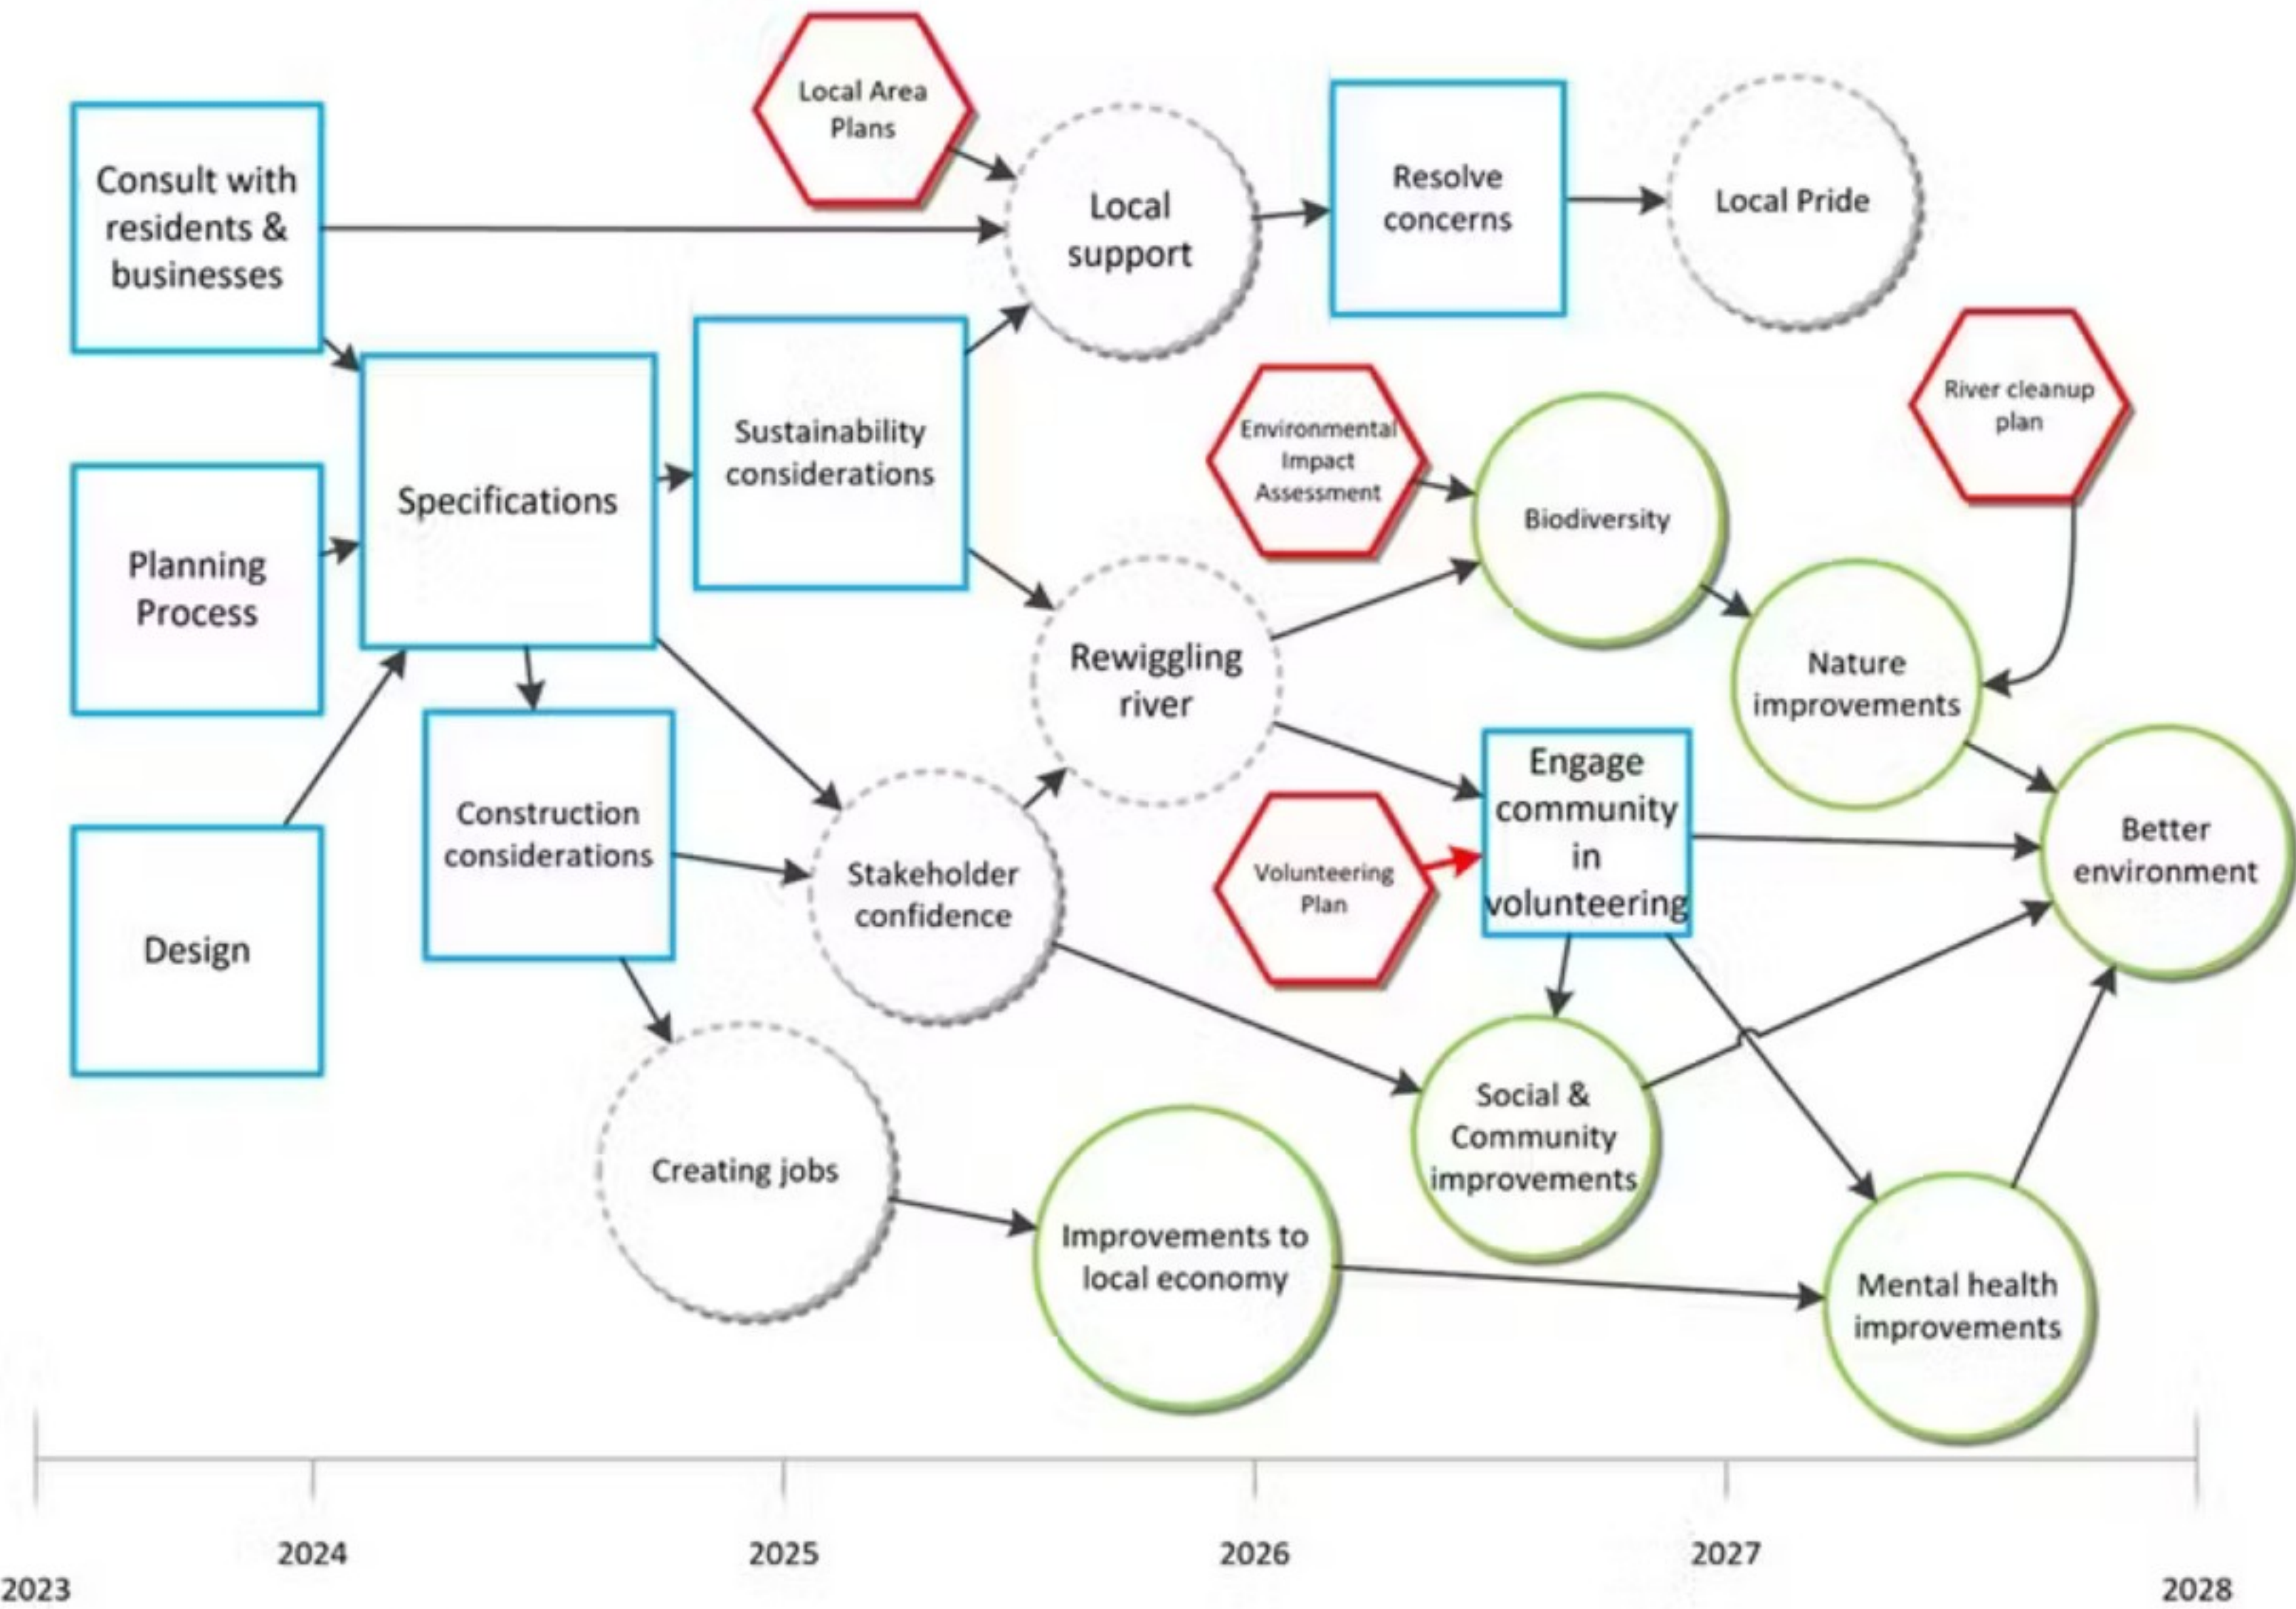 Local Area
Plans
Consult with
residents &
businesses
Local
support
Resolve
concerns
Local Pride
River cleanup
plan
Sustainability
considerations
Specifications
Environmental
Impact
Assessment
Biodiversity
Planning
Process
Rewiggling
river
Nature
improvements
Engage
community
in
volunteering
Construction
considerations
Stakeholder
confidence
Volunteering
Plan
Better
environment
Design
Social &
Community
improvements
Creating jobs
Improvements to
local economy
Mental health
improvements
2024
2025
2026
2027
2023
2028